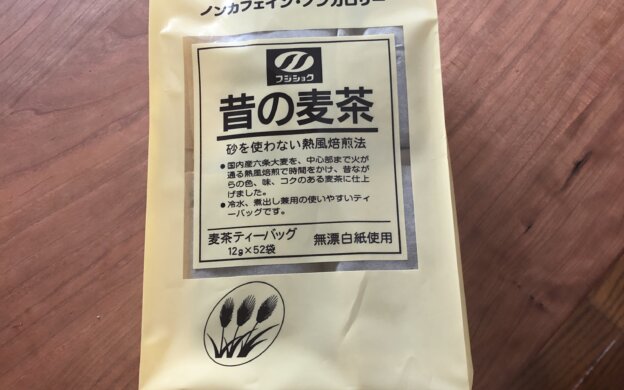 ノンカフェイン・ノンカロリー
フジショク
昔の麦茶
砂を使わない熱風焙煎法
●国内産六条大麦を、中心部まで火が
通る熱風焙煎で時間をかけ、昔なが
らの色、味、コクのある麦茶に仕上
げました。
●冷水、煮出し兼用の使いやすいティ
ーバッグです。
麦茶ティーバッグ 無漂白紙使用
12g×52袋